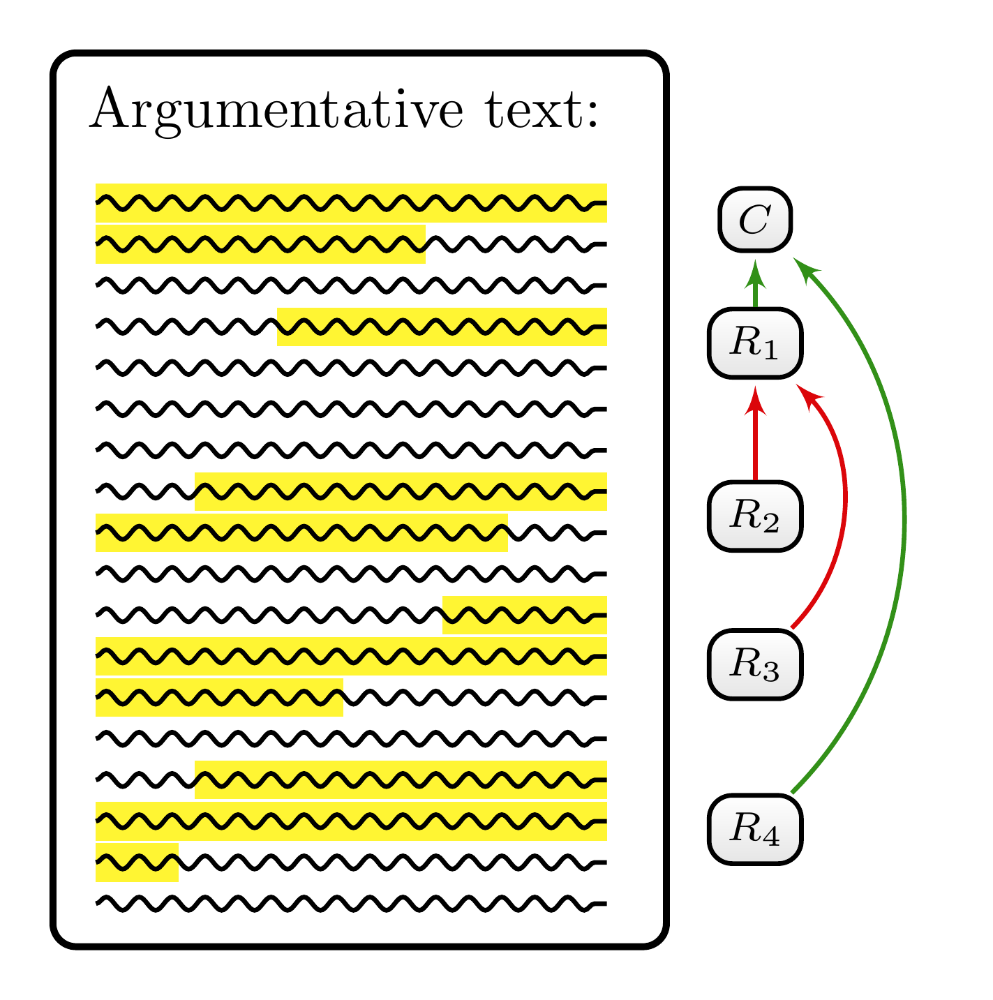 Argumentative text:
C
R₁
R₂
R₃
R₄